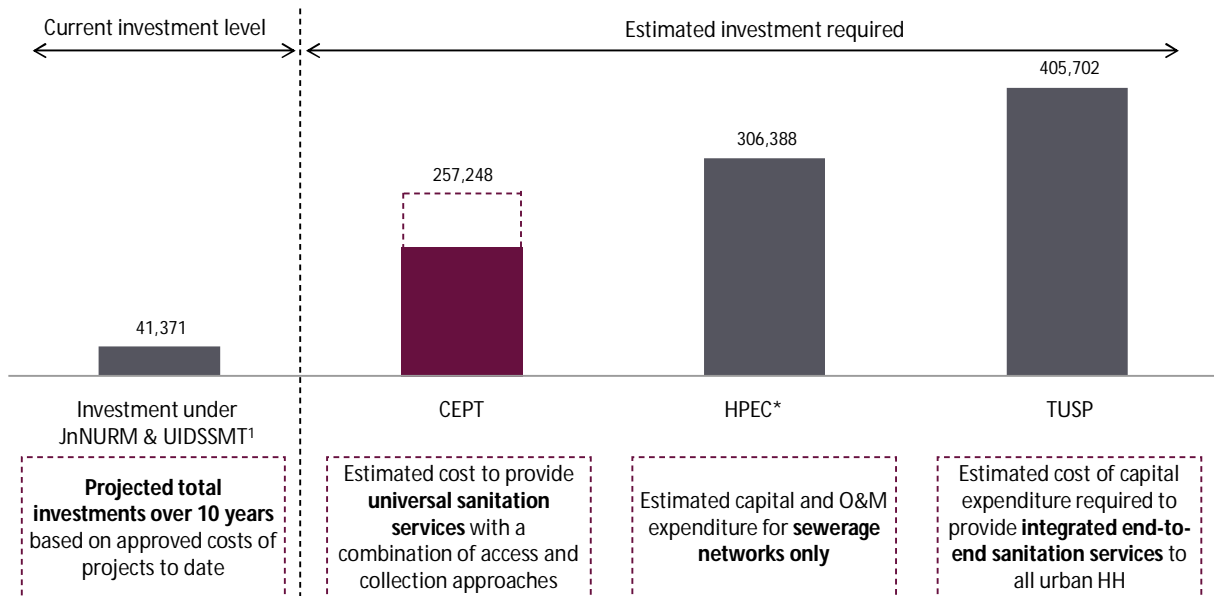 Current investment level
Estimated investment required
41,371
257,248
306,388
405,702
Investment under
JnNURM & UIDSSMT¹
CEPT
HPEC*
TUSP
Projected total
investments over 10 years
based on approved costs of
projects to date
Estimated cost to provide
universal sanitation
services with a
combination of access and
collection approaches
Estimated capital and O&M
expenditure for sewerage
networks only
Estimated cost of capital
expenditure required to
provide integrated end-to-
end sanitation services to
all urban HH